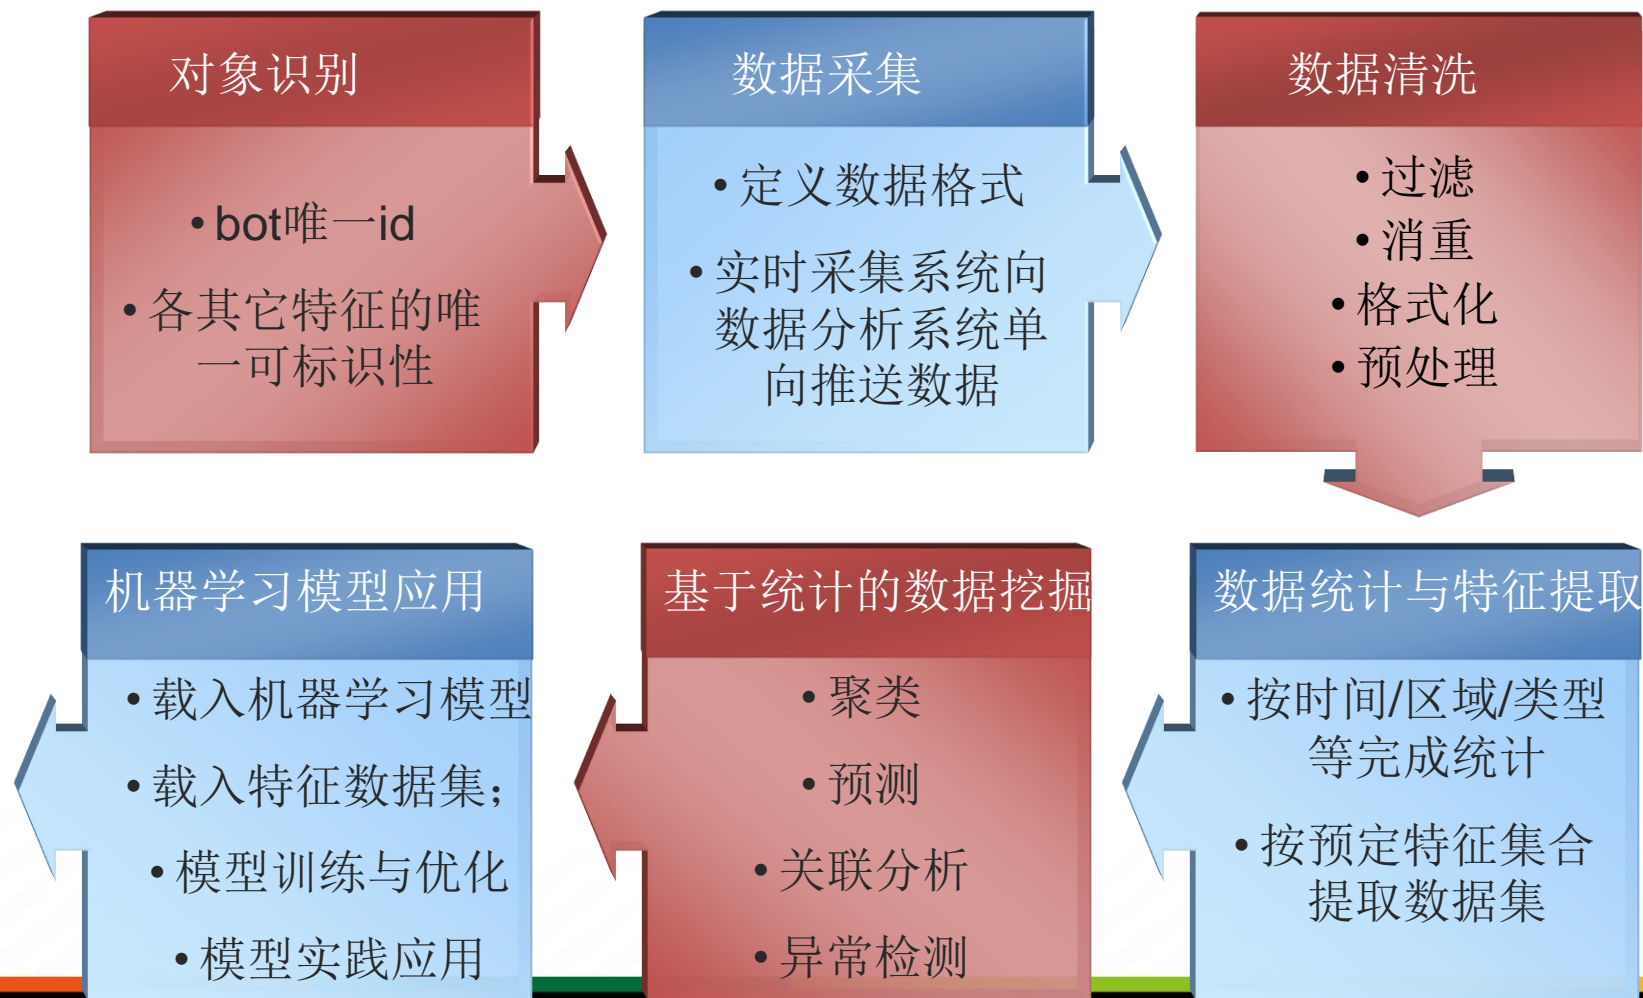 对象识别
• bot唯一id
• 各其它特征的唯
一可标识性
数据采集
• 定义数据格式
• 实时采集系统向
数据分析系统单
向推送数据
数据清洗
• 过滤
• 消重
• 格式化
• 预处理
数据统计与特征提取
• 按时间/区域/类型
等完成统计
• 按预定特征集合
提取数据集
基于统计的数据挖掘
• 聚类
• 预测
• 关联分析
• 异常检测
机器学习模型应用
• 载入机器学习模型
• 载入特征数据集；
• 模型训练与优化
• 模型实践应用